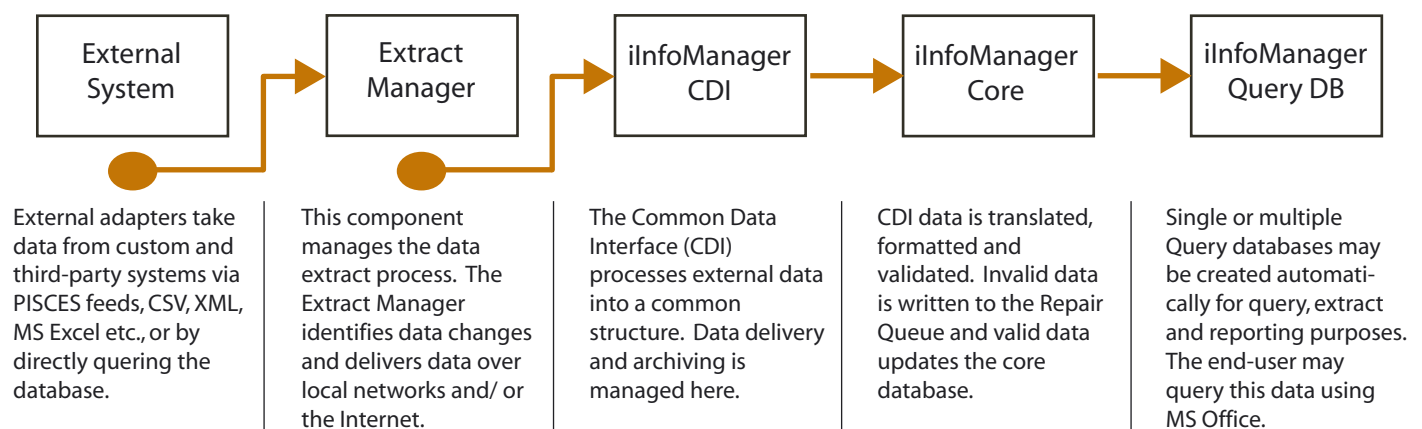 External
System
Extract
Manager
iInfoManager
CDI
iInfoManager
Core
iInfoManager
Query DB
External adapters take
data from custom and
third-party systems via
PISCES feeds, CSV, XML,
MS Excel etc., or by
directly quering the
database.
This component
manages the data
extract process. The
Extract Manager
identifies data changes
and delivers data over
local networks and/ or
the Internet.
The Common Data
Interface (CDI)
processes external data
into a common
structure. Data delivery
and archiving is
managed here.
CDI data is translated,
formatted and
validated. Invalid data
is written to the Repair
Queue and valid data
updates the core
database.
Single or multiple
Query databases may
be created automati-
cally for query, extract
and reporting purposes.
The end-user may
query this data using
MS Office.